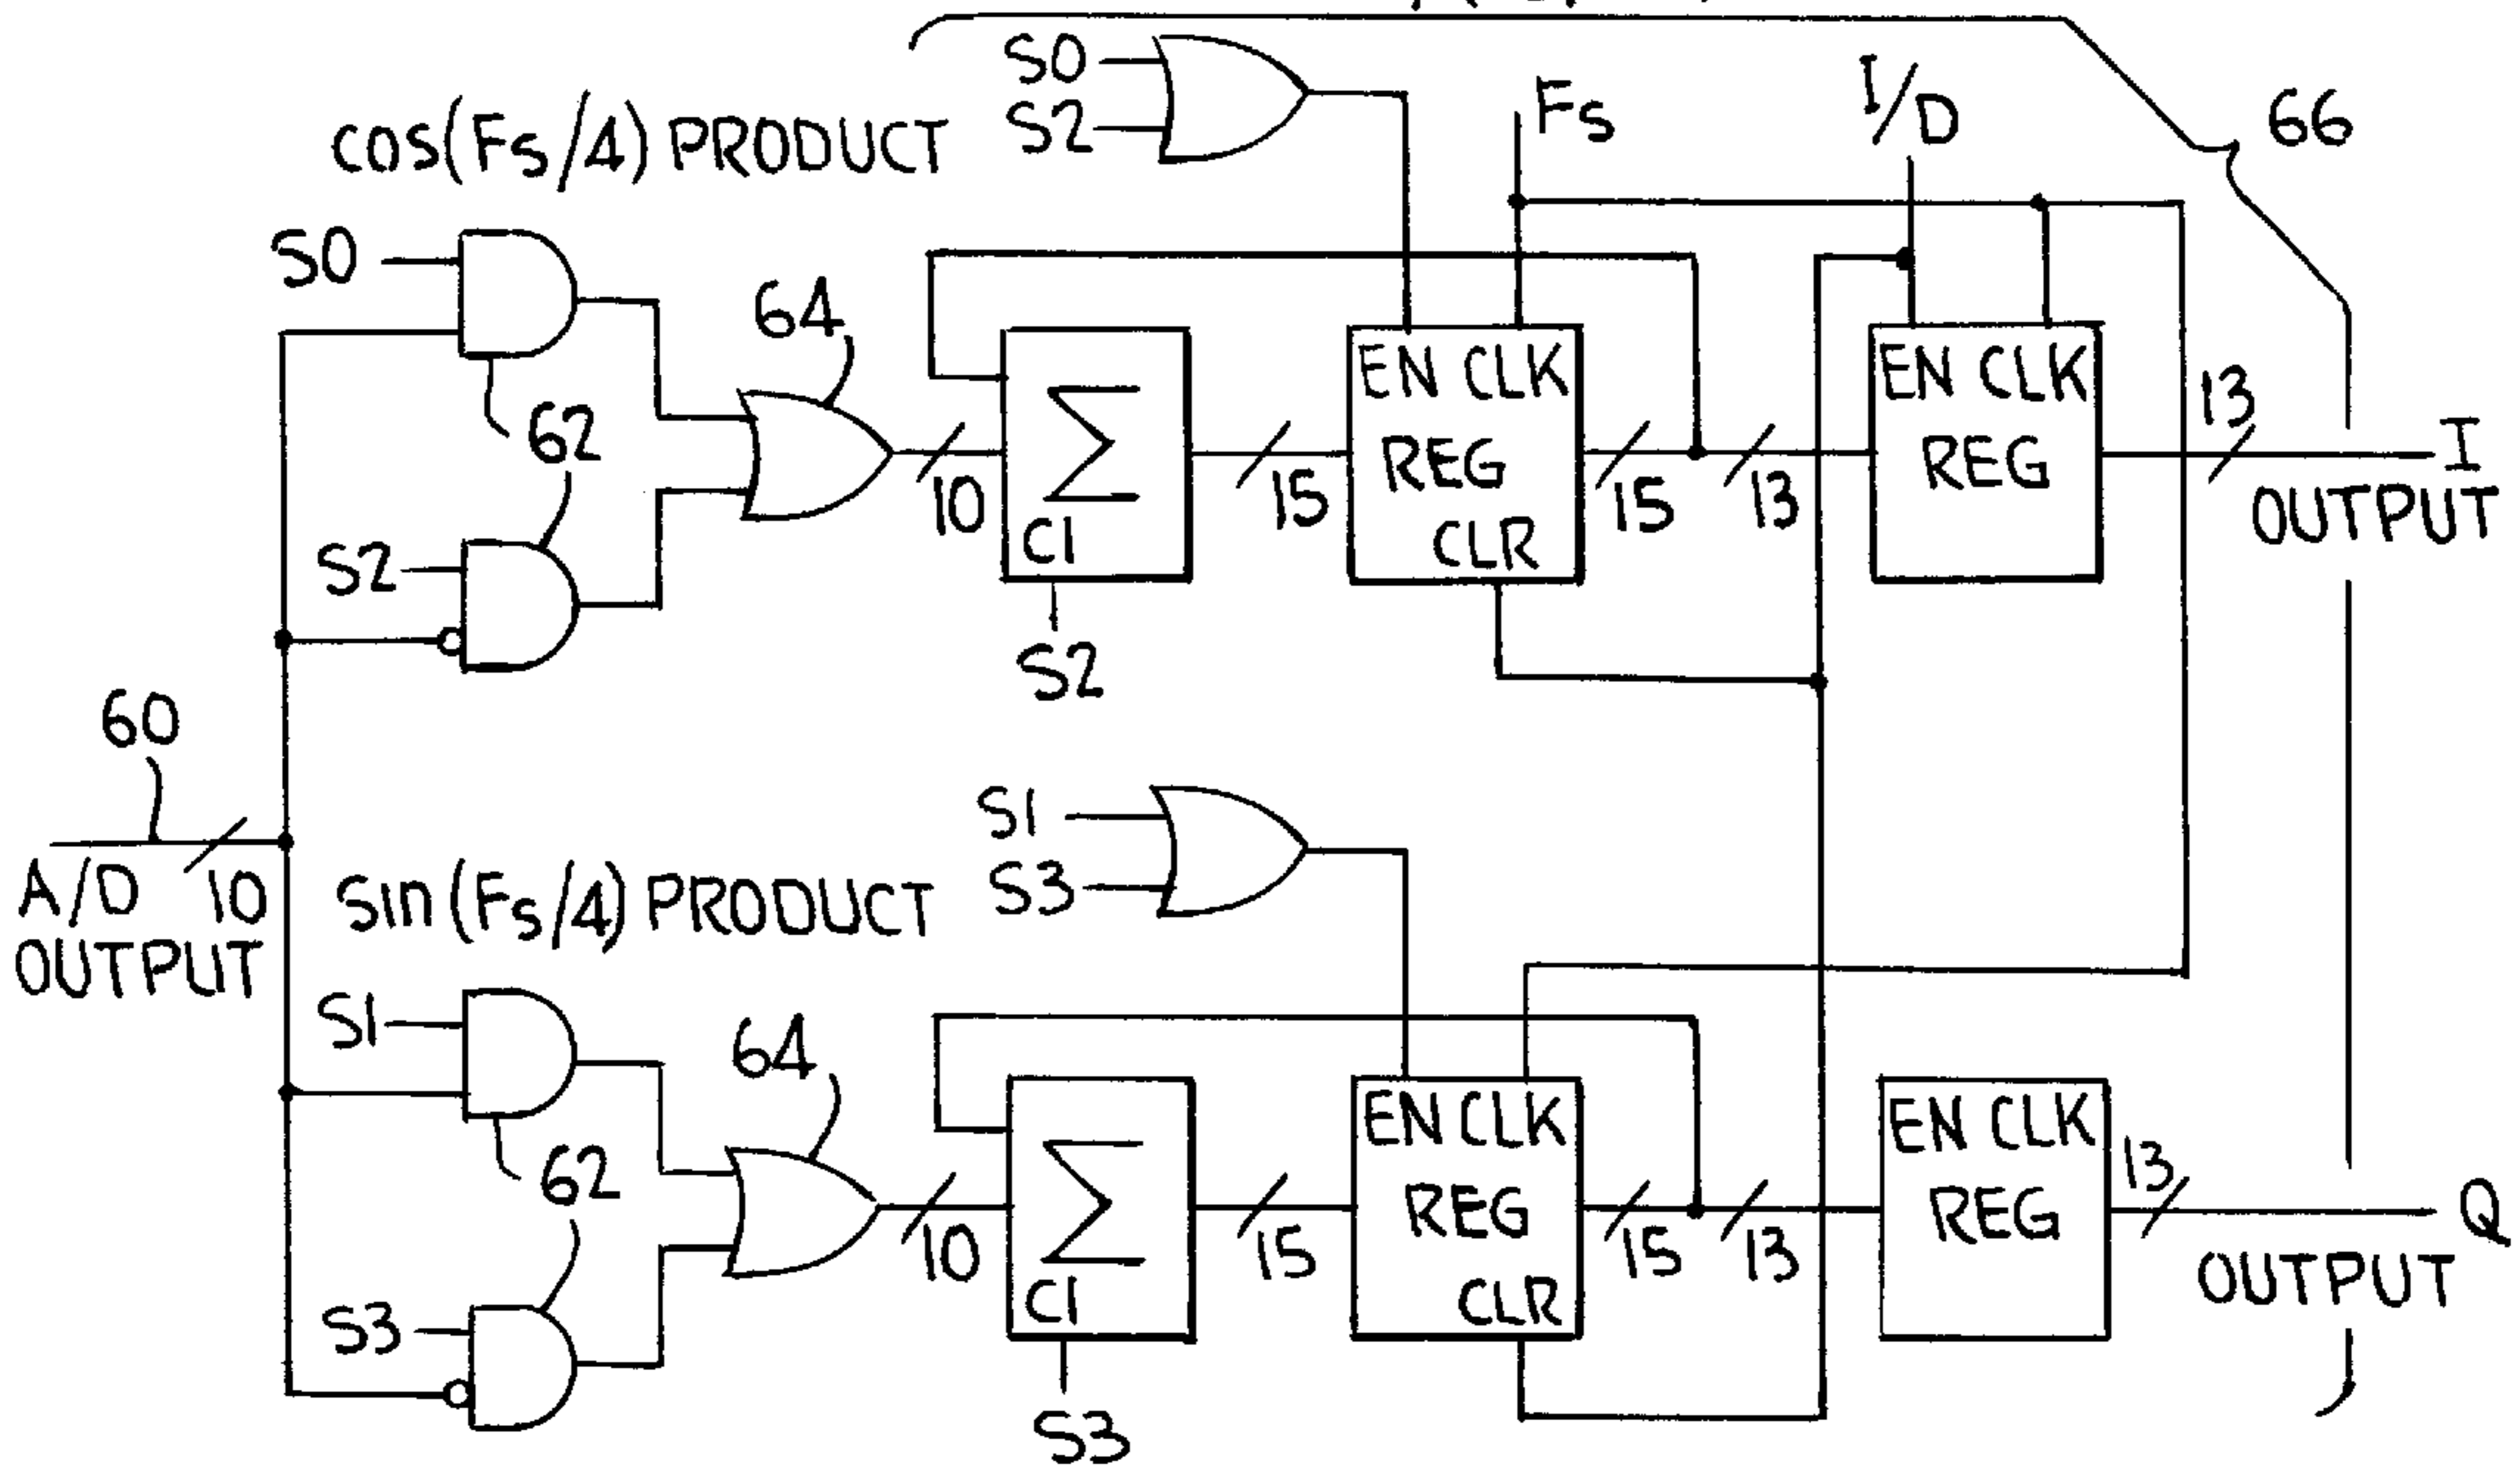 S0
S2
Fs
I/D
66
cos(Fs/4) PRODUCT
S0
64
EN CLK
REG
CLR
EN CLK
REG
13
I
OUTPUT
62
10
Σ
CI
15
15
13
S2
S2
60
A/D
OUTPUT
10
S1
S3
sin(Fs/4) PRODUCT
S1
64
62
10
Σ
CI
15
EN CLK
REG
CLR
15
13
EN CLK
REG
13
Q
OUTPUT
S3
S3